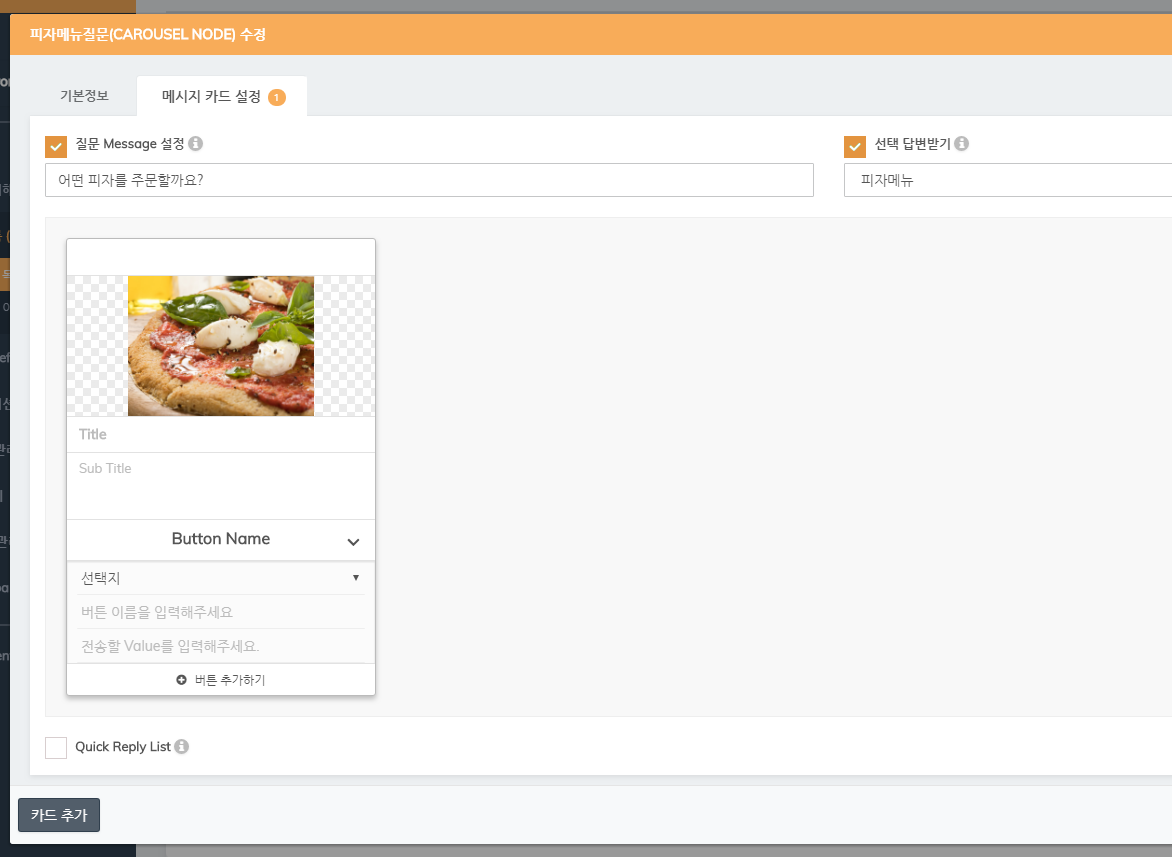 피자메뉴질문(CAROUSEL NODE) 수정
기본정보
메시지 카드 설정 1
질문 Message 설정
선택 답변받기
어떤 피자를 주문할까요?
피자메뉴
Title
Sub Title
Button Name
선택지
버튼 이름을 입력해주세요
전송할 Value를 입력해주세요.
버튼 추가하기
Quick Reply List
카드 추가